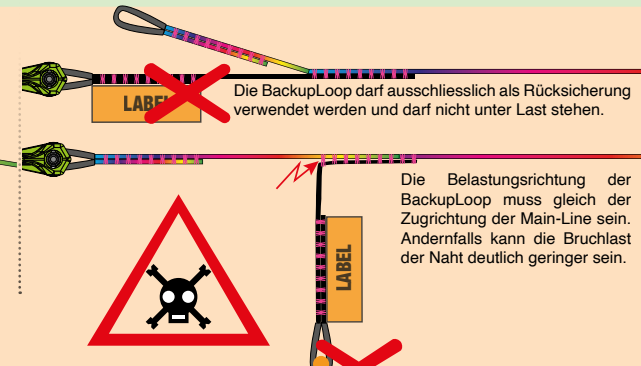 LABEL
Die BackupLoop darf ausschliesslich als Rücksicherung
verwendet werden und darf nicht unter Last stehen.
Die Belastungsrichtung der
BackupLoop muss gleich der
Zugrichtung der Main-Line sein.
Andernfalls kann die Bruchlast
der Naht deutlich geringer sein.
LABEL